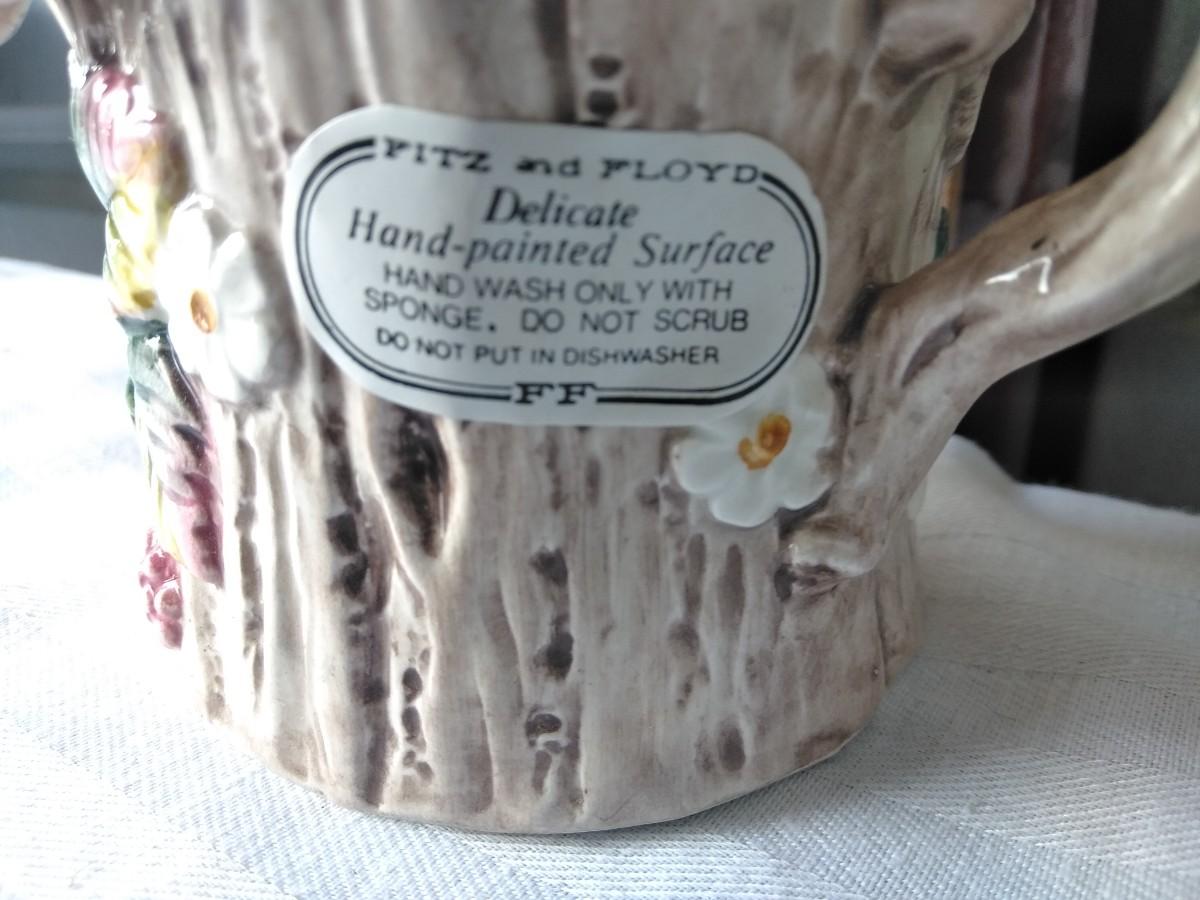 FITZ and FLOYD
Delicate
Hand-painted Surface
HAND WASH ONLY WITH
SPONGE. DO NOT SCRUB
DO NOT PUT IN DISHWASHER
FF